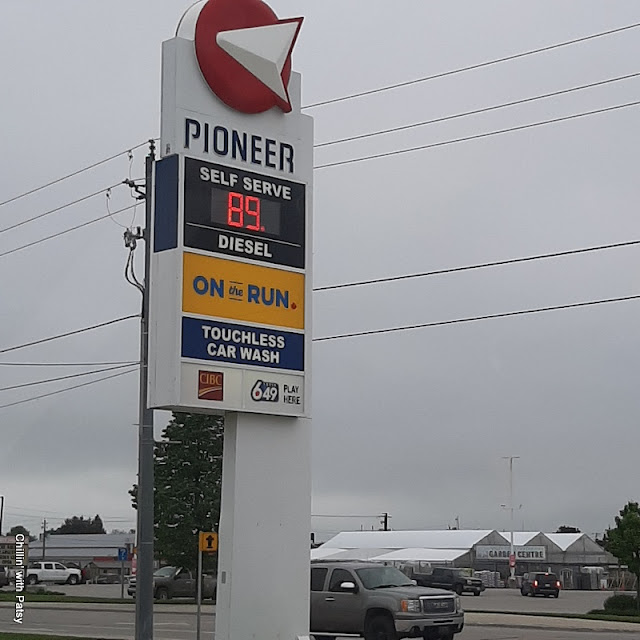 PIONEER
SELF SERVE
89.
DIESEL
ON the RUN
TOUCHLESS
CAR WASH
CIBC
649
PLAY
HERE
GARDEN CENTRE
Chillin' with Patsy